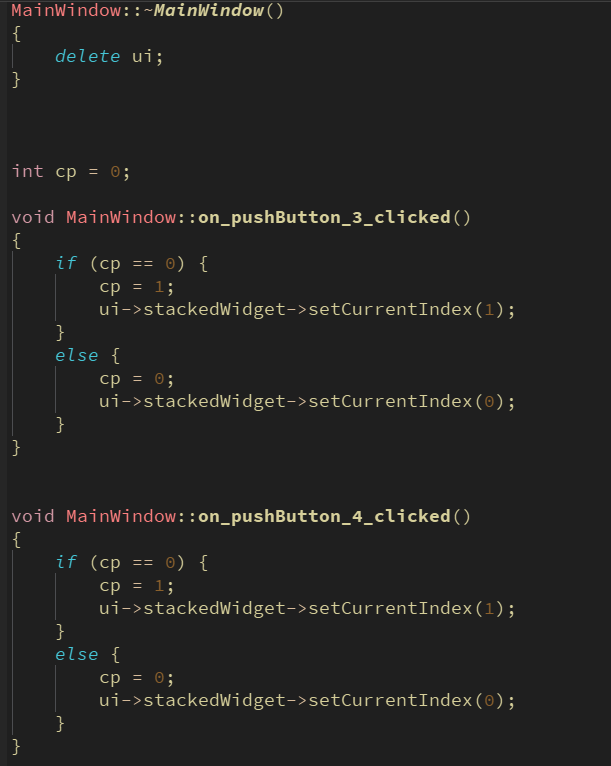 MainWindow::~MainWindow()
{
    delete ui;
}
int cp = 0;
void MainWindow::on_pushButton_3_clicked()
{
    if (cp == 0) {
        cp = 1;
        ui->stackedWidget->setCurrentIndex(1);
    }
    else {
        cp = 0;
        ui->stackedWidget->setCurrentIndex(0);
    }
}
void MainWindow::on_pushButton_4_clicked()
{
    if (cp == 0) {
        cp = 1;
        ui->stackedWidget->setCurrentIndex(1);
    }
    else {
        cp = 0;
        ui->stackedWidget->setCurrentIndex(0);
    }
}